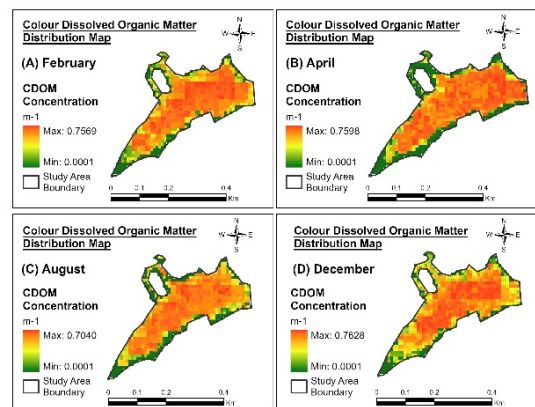 Colour Dissolved Organic Matter
Distribution Map
N
W E
S
(A) February
CDOM
Concentration
m-1
Max: 0.7569
Min: 0.0001
Study Area
Boundary
0 0.1 0.2 0.4
Km
Colour Dissolved Organic Matter
Distribution Map
N
W E
S
(B) April
CDOM
Concentration
m-1
Max: 0.7598
Min: 0.0001
Study Area
Boundary
0 0.1 0.2 0.4
Km
Colour Dissolved Organic Matter
Distribution Map
N
W E
S
(C) August
CDOM
Concentration
m-1
Max: 0.7040
Min: 0.0001
Study Area
Boundary
0 0.1 0.2 0.4
Km
Colour Dissolved Organic Matter
Distribution Map
N
W E
S
(D) December
CDOM
Concentration
m-1
Max: 0.7628
Min: 0.0001
Study Area
Boundary
0 0.1 0.2 0.4
Km